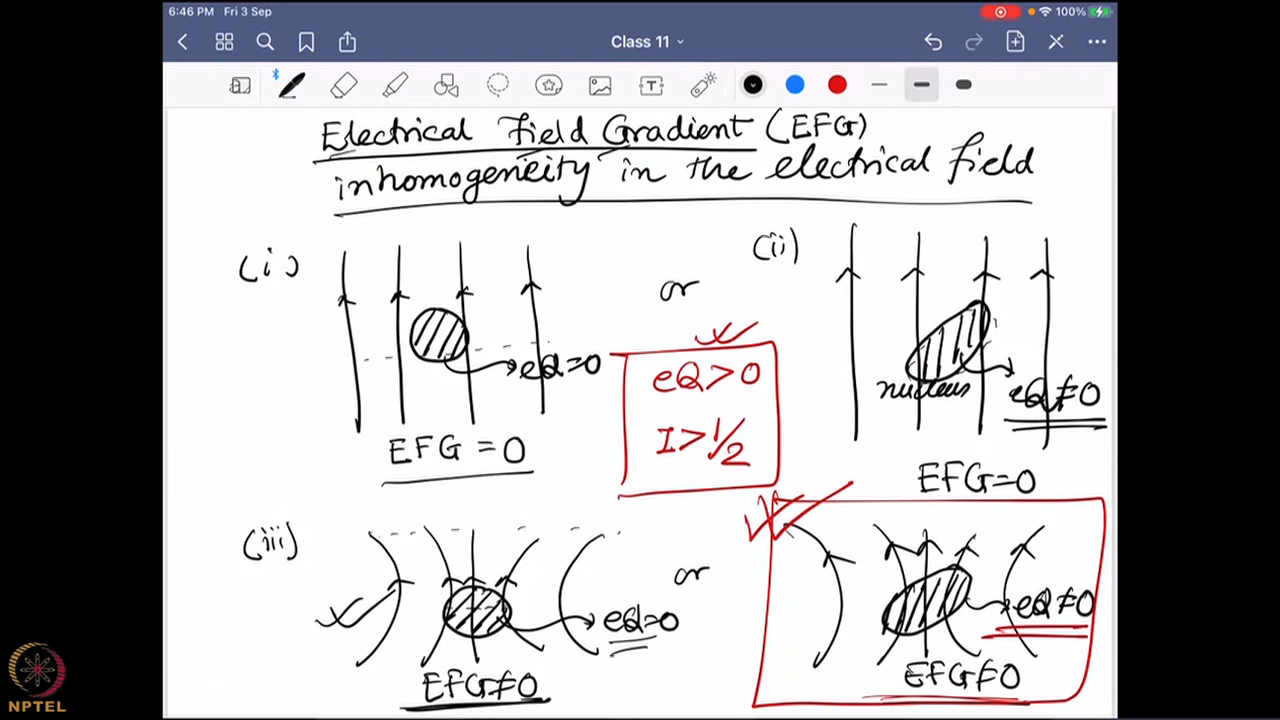 6:46 PM Fri 3 Sep
100%
Class 11
Electrical Field Gradient (EFG)
inhomogeneity in the electrical field
(i)
or
(ii)
eQ=0
EFG = 0
eQ>0
I>1/2
nucleus
eQ≠0
EFG=0
(iii)
eQ=0
EFG≠0
or
eQ≠0
EFG≠0
NPTEL